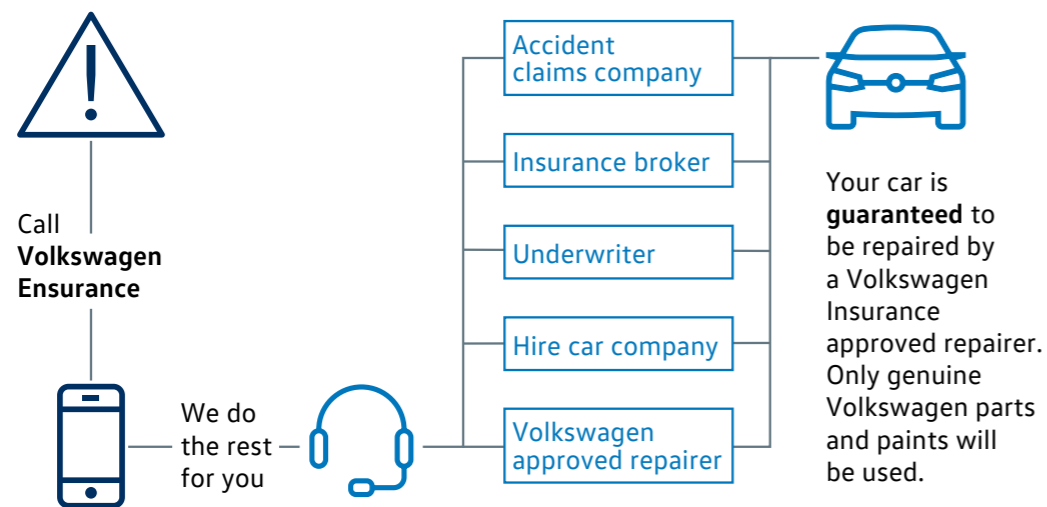 Call
Volkswagen
Ensurance
We do
the rest
for you
Accident
claims company
Insurance broker
Underwriter
Hire car company
Volkswagen
approved repairer
Your car is
guaranteed to
be repaired by
a Volkswagen
Insurance
approved repairer.
Only genuine
Volkswagen parts
and paints will
be used.